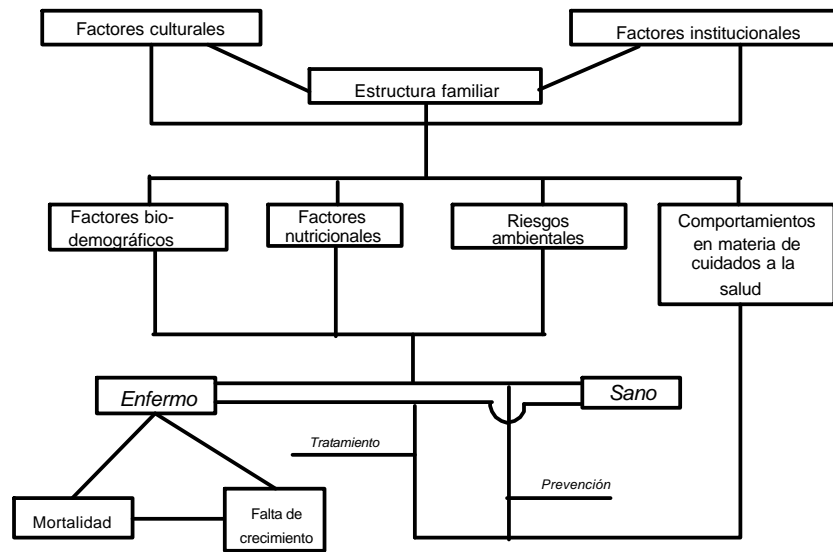 Factores culturales
Factores institucionales
Estructura familiar
Factores bio-
demográficos
Factores
nutricionales
Riesgos
ambientales
Comportamientos
en materia de
cuidados a la
salud
Enfermo
Sano
Tratamiento
Prevención
Mortalidad
Falta de
crecimiento